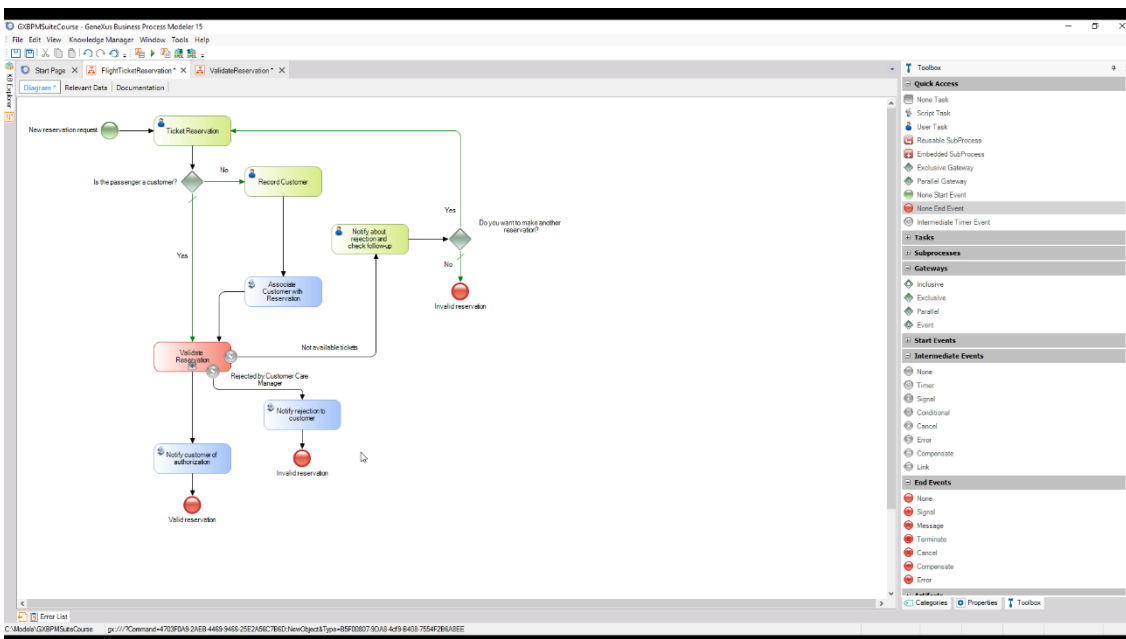 GXBPMSuiteCourse - GeneXus Business Process Modeler 15
File Edit View Knowledge Manager Window Tools Help
Start Page X FlightTicketReservation * X ValidateReservation * X
KB Explorer
Diagram * Relevant Data Documentation
New reservation request
Ticket Reservation
Is the passenger a customer?
No
Record Customer
Yes
Do you want to make another
reservation?
Notify about
rejection and
check follow-up
Yes
No
Associate
Customer with
Reservation
Invalid reservation
Validate
Reservation
Not available tickets
Rejected by Customer Care
Manager
Notify rejection to
customer
Notify customer of
authorization
Invalid reservation
Valid reservation
Toolbox
Quick Access
None Task
Script Task
User Task
Reusable SubProcess
Embedded SubProcess
Exclusive Gateway
Parallel Gateway
None Start Event
None End Event
Intermediate Timer Event
Tasks
Subprocesses
Gateways
Inclusive
Exclusive
Parallel
Event
Start Events
Intermediate Events
None
Timer
Signal
Conditional
Cancel
Error
Compensate
Link
End Events
None
Signal
Message
Terminate
Cancel
Compensate
Error
Categories Properties Toolbox
Error List
C:\Models\GXBPMSuiteCourse